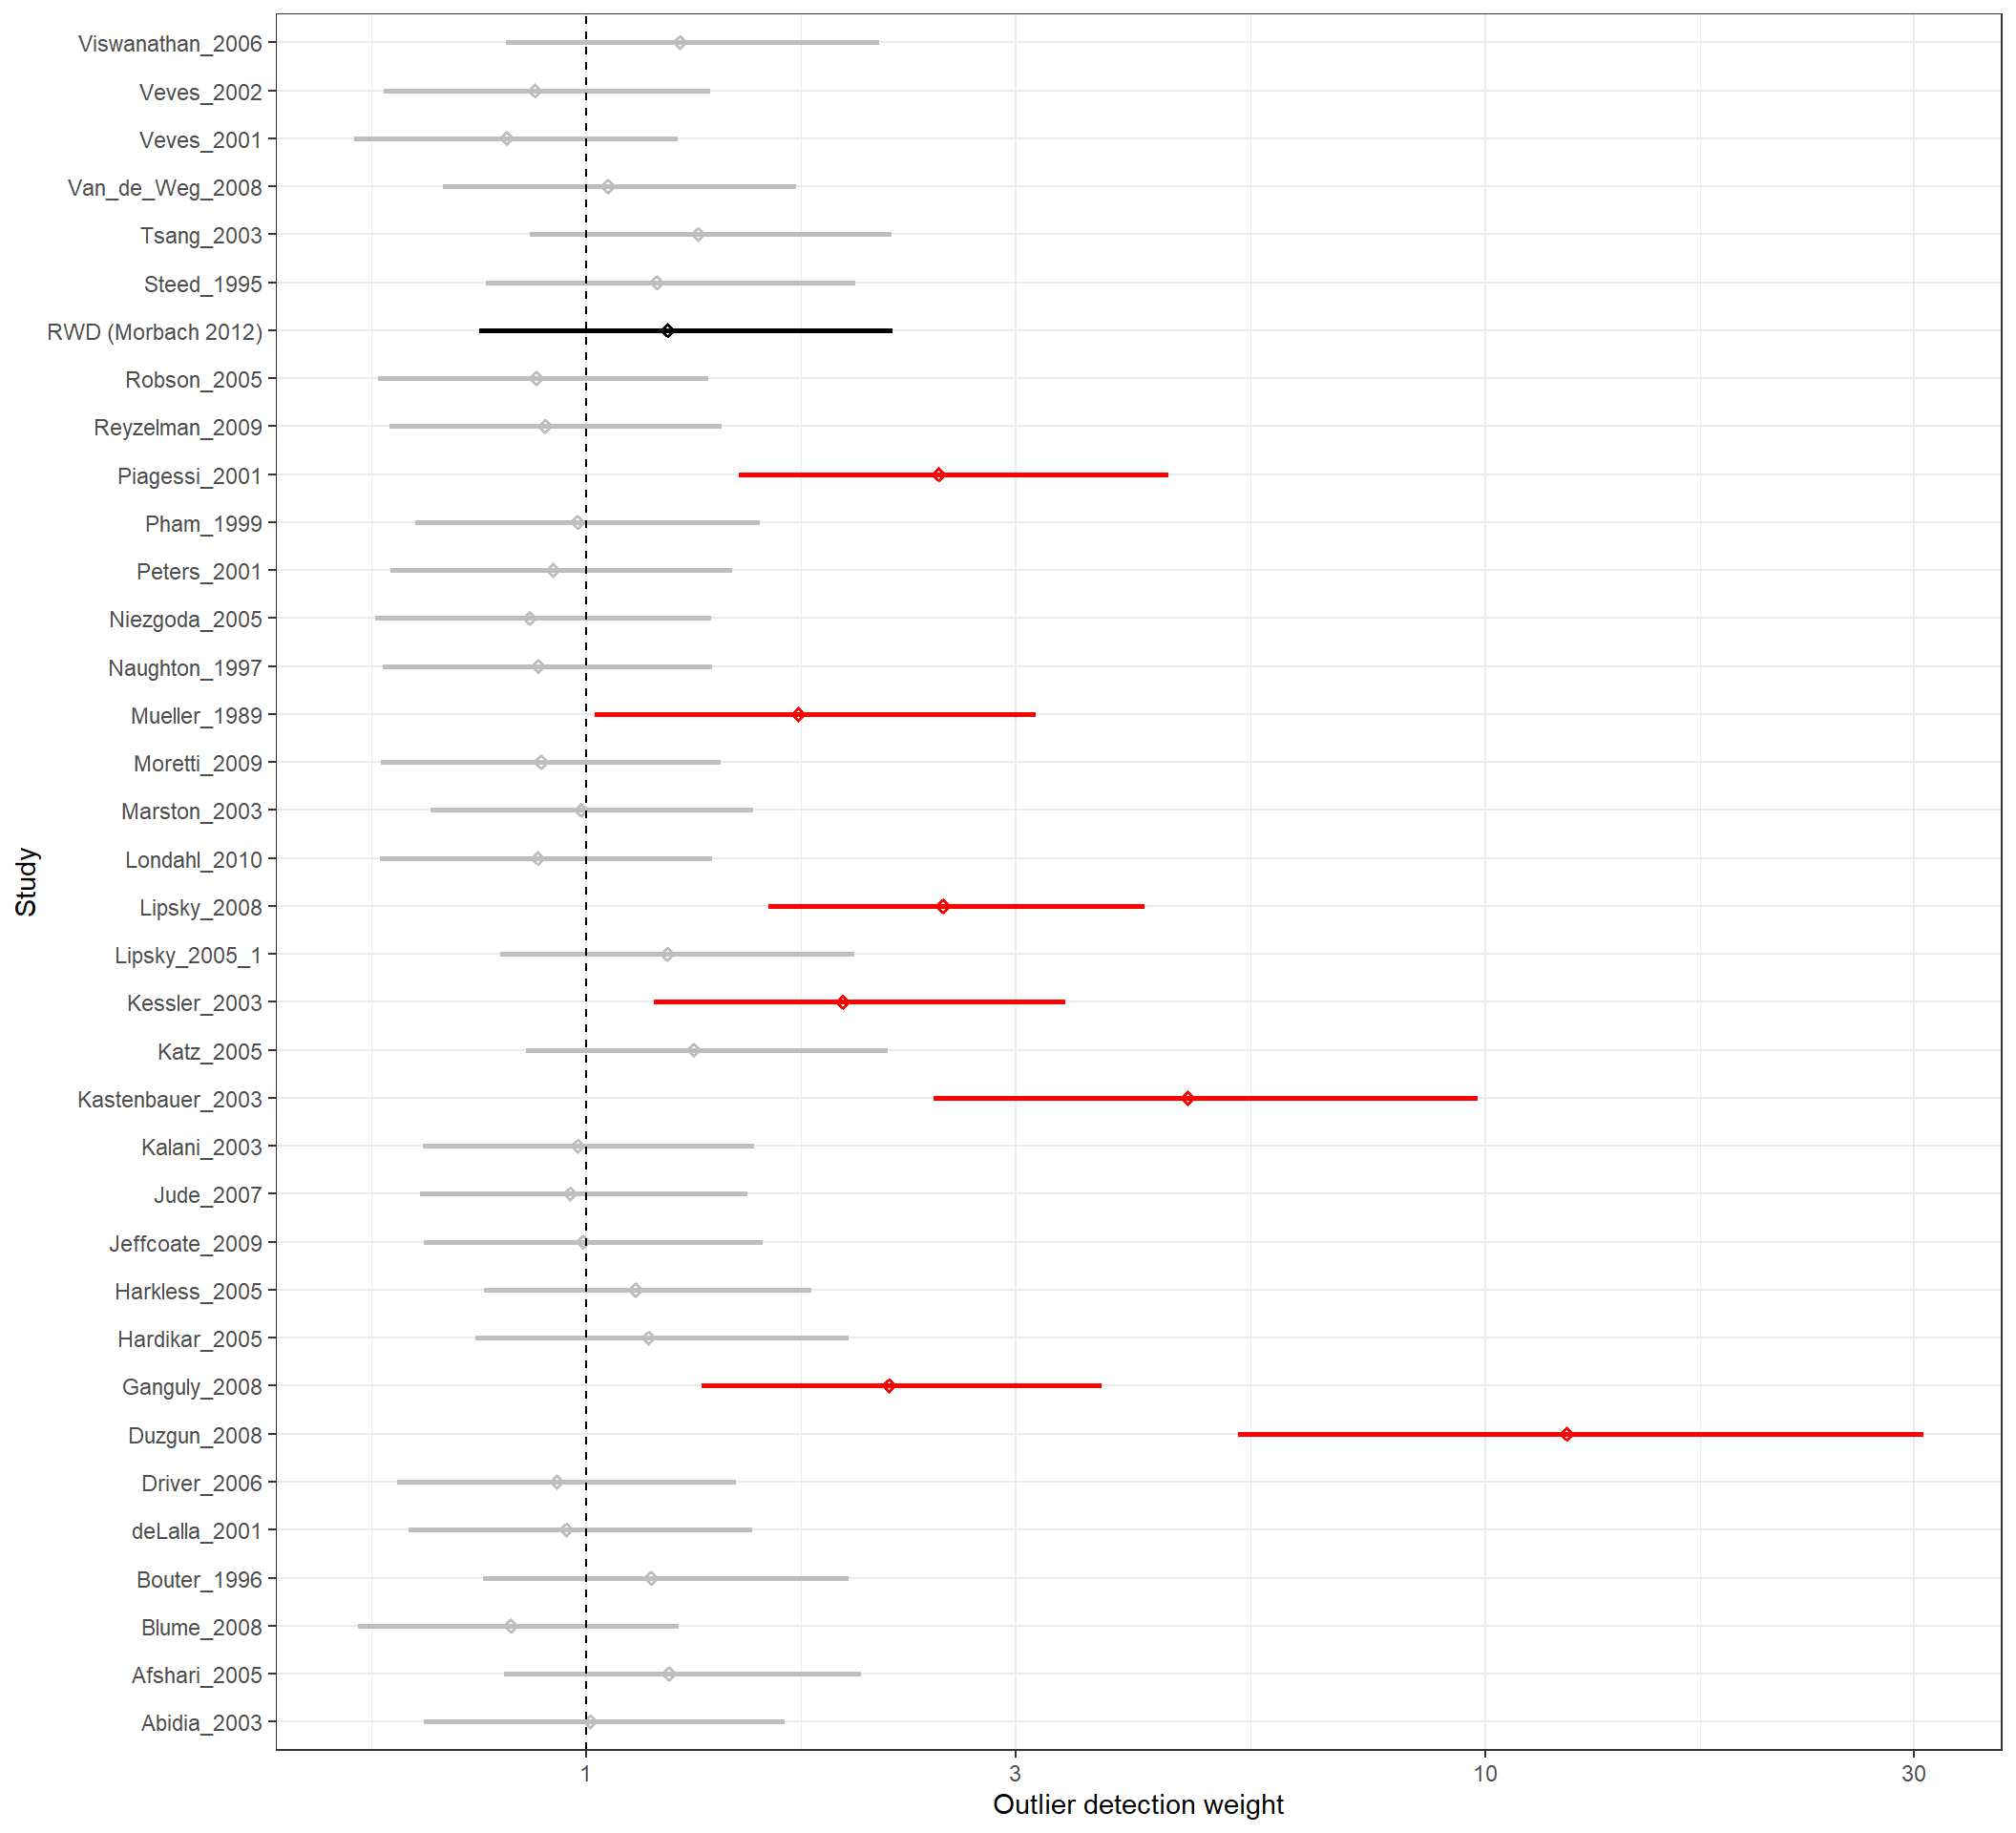 Viswanathan_2006
Veves_2002
Veves_2001
Van_de_Weg_2008
Tsang_2003
Steed_1995
RWD (Morbach 2012)
Robson_2005
Reyzelman_2009
Piagessi_2001
Pham_1999
Peters_2001
Niezgoda_2005
Naughton_1997
Mueller_1989
Moretti_2009
Marston_2003
Londahl_2010
Lipsky_2008
Lipsky_2005_1
Kessler_2003
Katz_2005
Kastenbauer_2003
Kalani_2003
Jude_2007
Jeffcoate_2009
Harkless_2005
Hardikar_2005
Ganguly_2008
Duzgun_2008
Driver_2006
deLalla_2001
Bouter_1996
Blume_2008
Afshari_2005
Abidia_2003
Study
1 3 10 30
Outlier detection weight